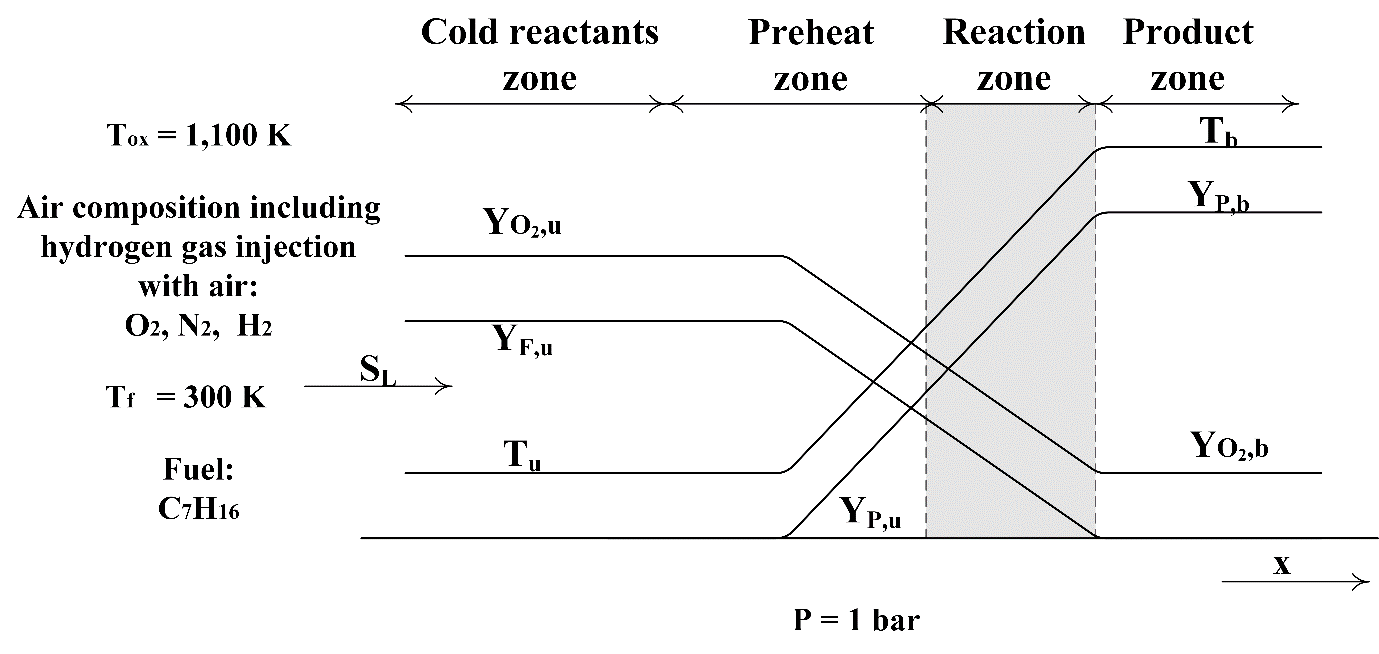 Cold reactants zone
Preheat zone
Reaction zone
Product zone
Tox = 1,100 K
Air composition including
hydrogen gas injection
with air:
O2, N2, H2
Tf = 300 K
Fuel:
C7H16
SL
YO2,u
YF,u
Tu
YP,u
Tb
YP,b
YO2,b
x
P = 1 bar